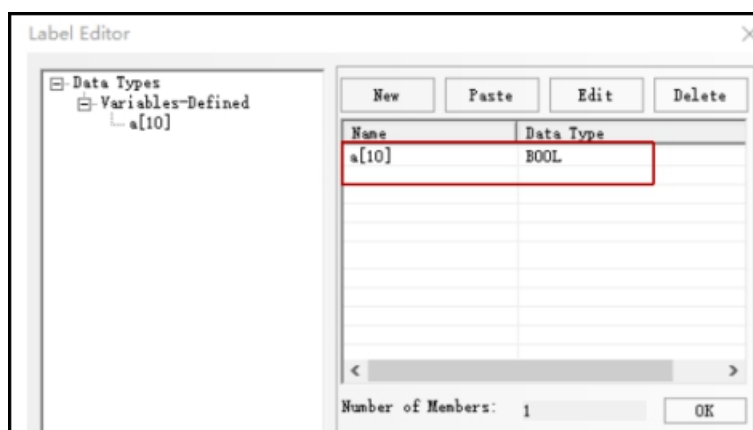 Label Editor
Data Types
Variables-Defined
a[10]
New Paste Edit Delete
Name Data Type
a[10] BOOL
Number of Members: 1 OK